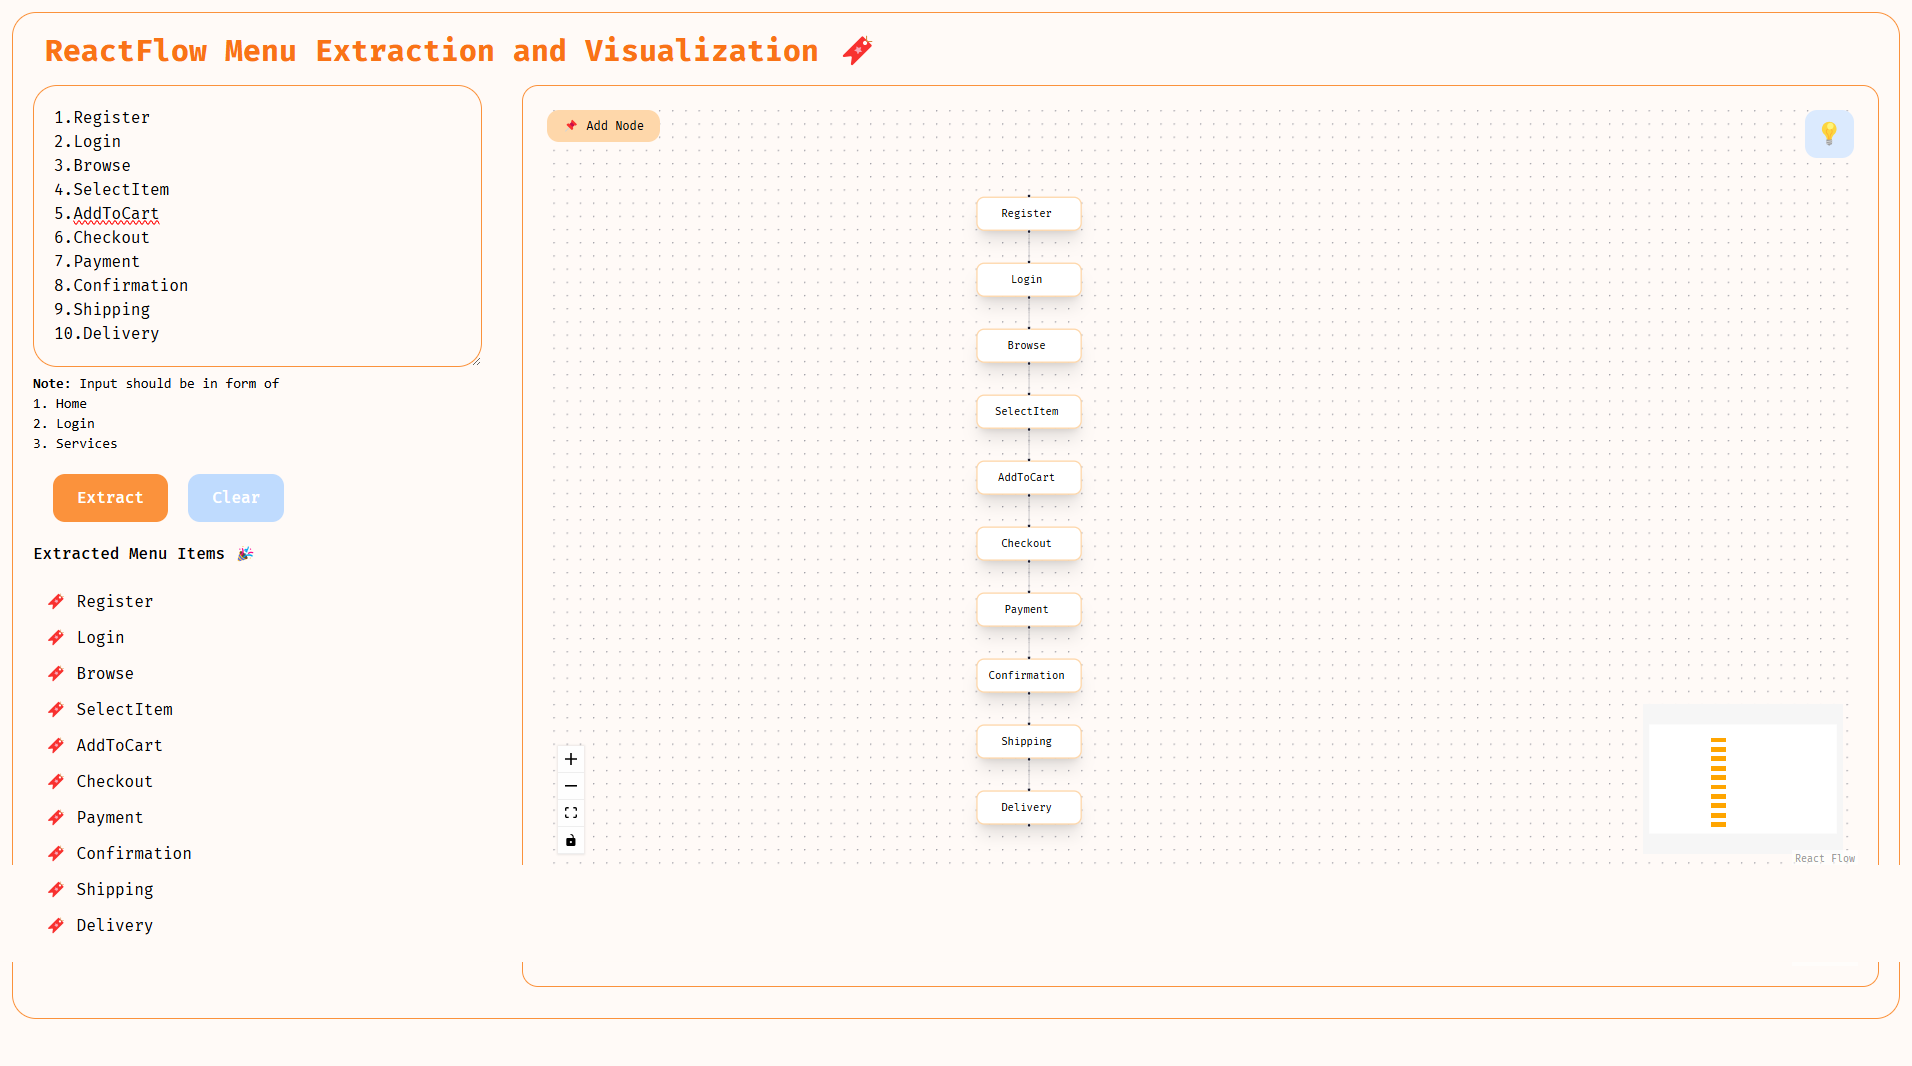 ReactFlow Menu Extraction and Visualization
1.Register
2.Login
3.Browse
4.SelectItem
5.AddToCart
6.Checkout
7.Payment
8.Confirmation
9.Shipping
10.Delivery
Note: Input should be in form of
1. Home
2. Login
3. Services
Extract
Clear
Extracted Menu Items
Register
Login
Browse
SelectItem
AddToCart
Checkout
Payment
Confirmation
Shipping
Delivery
Add Node
Register
Login
Browse
SelectItem
AddToCart
Checkout
Payment
Confirmation
Shipping
Delivery
React Flow